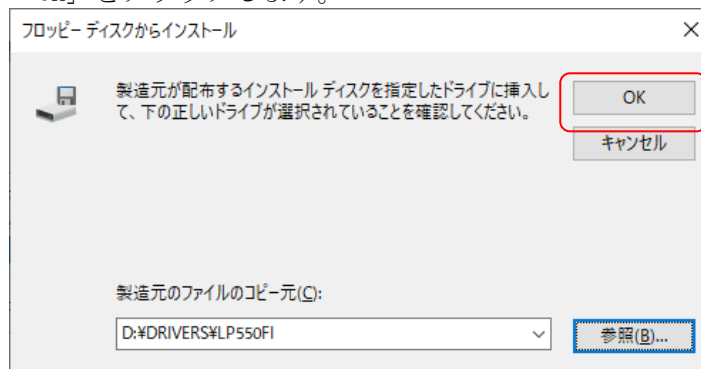 フロッピー ディスクからインストール
製造元が配布するインストール ディスクを指定したドライブに挿入し
て、下の正しいドライブが選択されていることを確認してください。
OK
キャンセル
製造元のファイルのコピー元(C):
D:¥DRIVERS¥LP550FI
参照(B)...